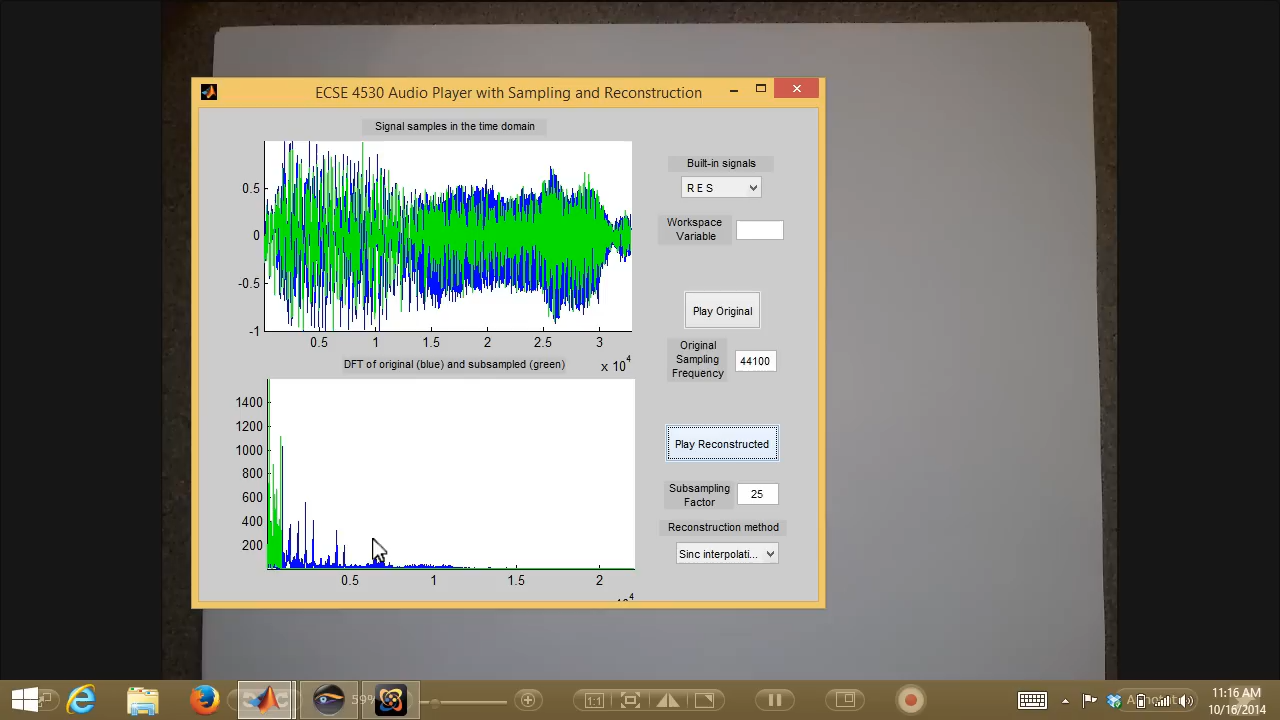 ECSE 4530 Audio Player with Sampling and Reconstruction
Signal samples in the time domain
0.5
0
-0.5
-1
0.5 1 1.5 2 2.5 3
x 10^4
DFT of original (blue) and subsampled (green)
1400
1200
1000
800
600
400
200
0.5 1 1.5 2
Built-in signals
R E S
Workspace
Variable
Play Original
Original
Sampling
Frequency
44100
Play Reconstructed
Subsampling
Factor
25
Reconstruction method
Sinc interpolati...
59%
1:1
Annotate
11:16 AM
10/16/2014